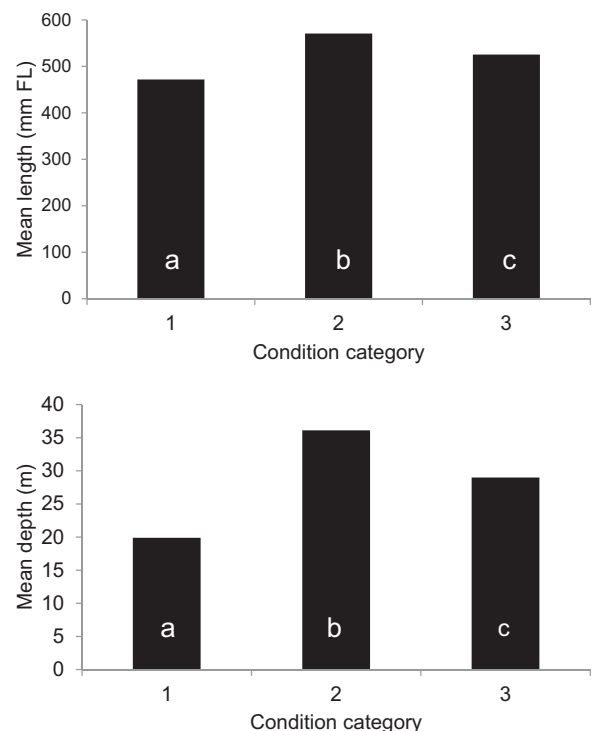 Mean length (mm FL)
600
500
400
300
200
100
0
a
b
c
1
2
3
Condition category
Mean depth (m)
40
35
30
25
20
15
10
5
0
a
b
c
1
2
3
Condition category